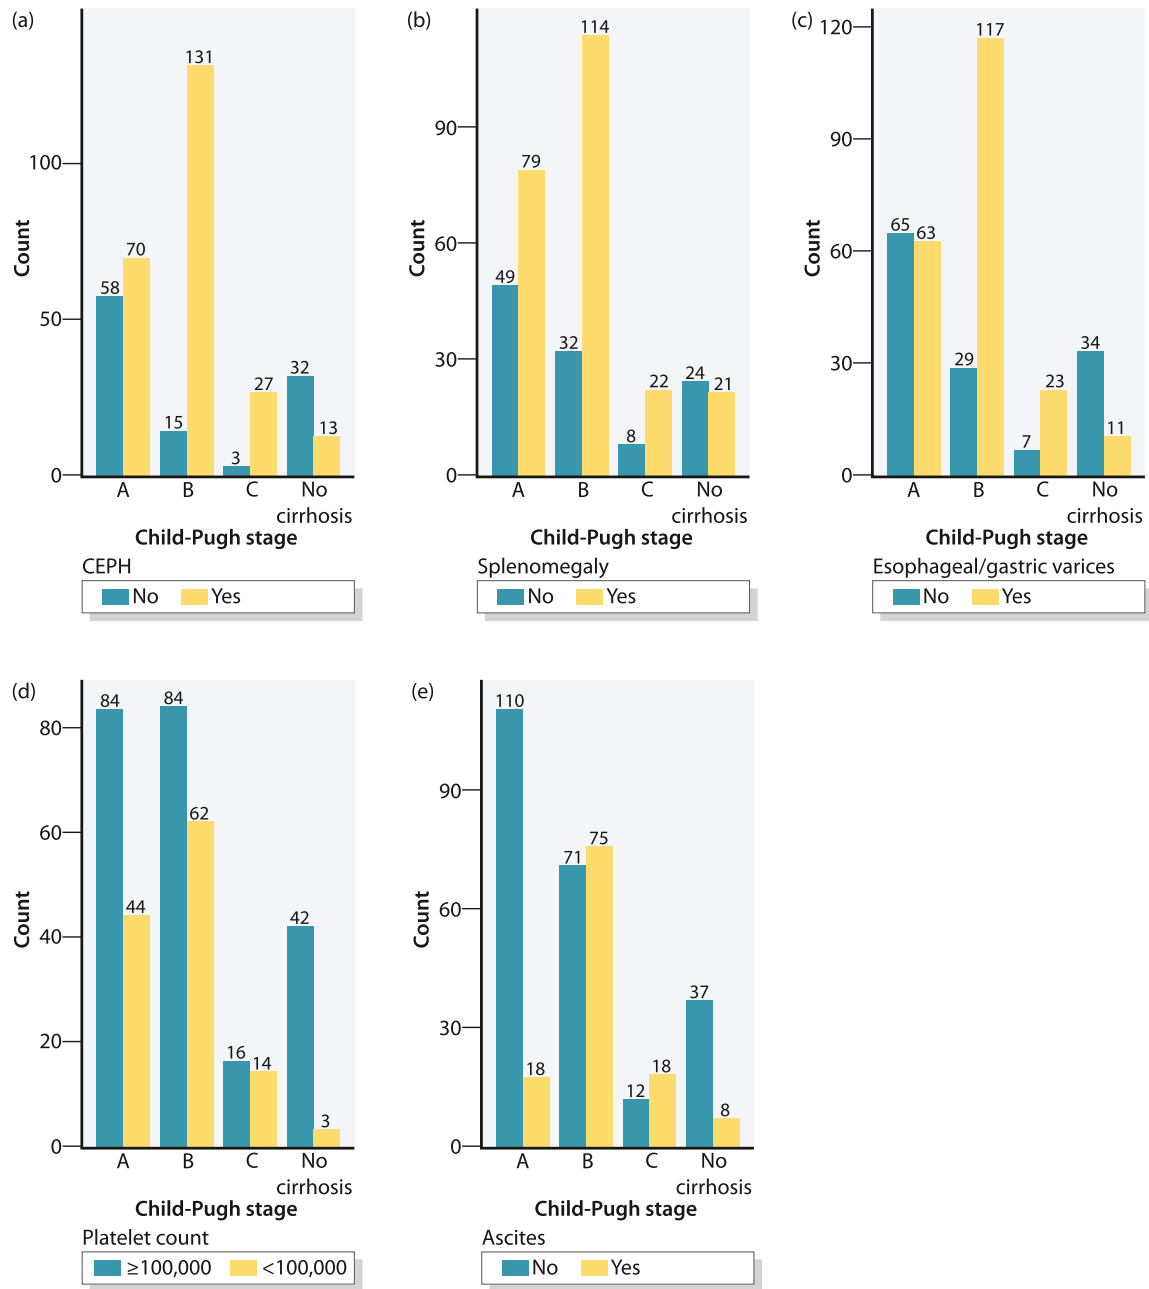 (a)
Count
100
50
0
58
70
15
131
3
27
32
13
A
B
C
No
cirrhosis
Child-Pugh stage
CEPH
No Yes
(b)
Count
90
60
30
0
49
79
32
114
8
22
24
21
A
B
C
No
cirrhosis
Child-Pugh stage
Splenomegaly
No Yes
(c)
Count
120
90
60
30
0
65
63
29
117
7
23
34
11
A
B
C
No
cirrhosis
Child-Pugh stage
Esophageal/gastric varices
No Yes
(d)
Count
80
60
40
20
0
84
44
84
62
16
14
42
3
A
B
C
No
cirrhosis
Child-Pugh stage
Platelet count
≥100,000 <100,000
(e)
Count
90
60
30
0
110
18
71
75
12
18
37
8
A
B
C
No
cirrhosis
Child-Pugh stage
Ascites
No Yes